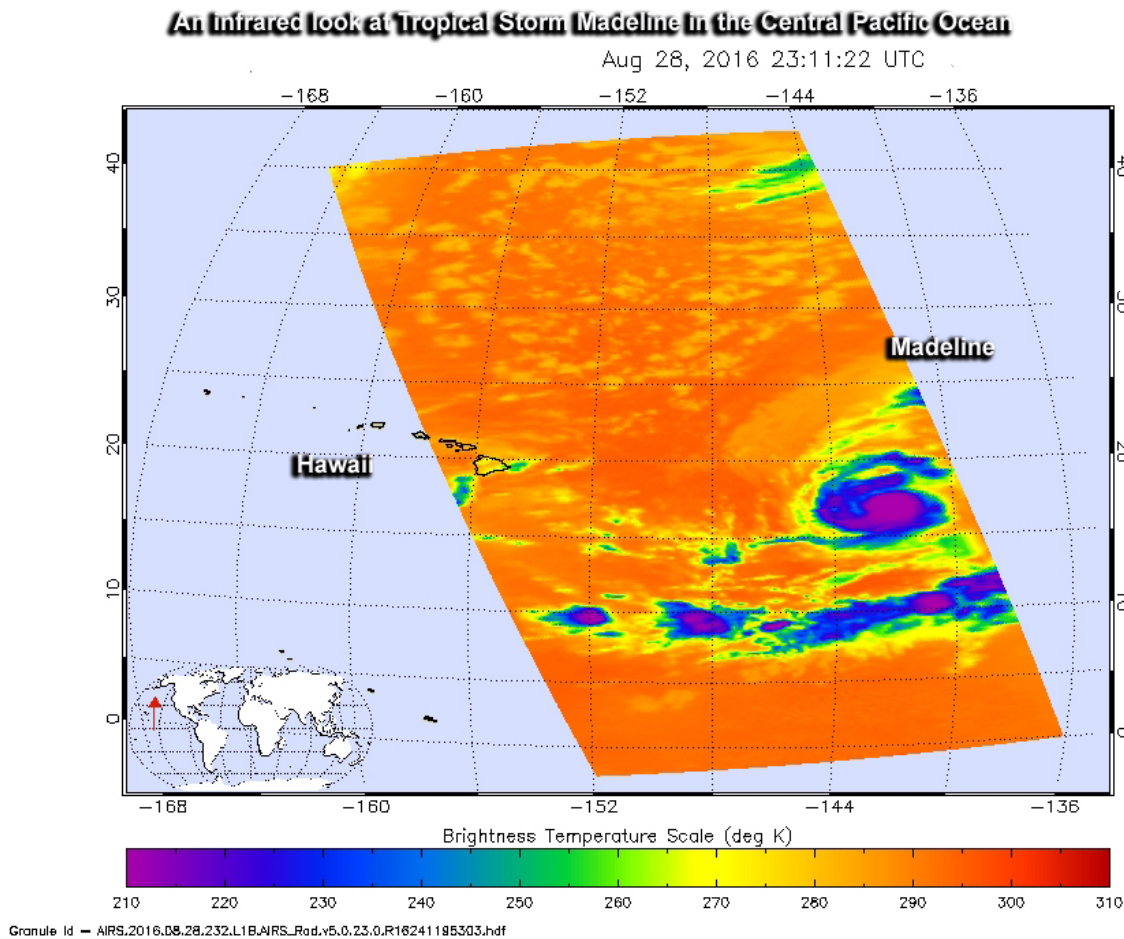 An infrared look at Tropical Storm Madeline in the Central Pacific Ocean
Aug 28, 2016 23:11:22 UTC
-168 -160 -152 -144 -136
40
30
Madeline
20
Hawaii
10
0
-168 -160 -152 -144 -136
Brightness Temperature Scale (deg K)
210 220 230 240 250 260 270 280 290 300 310
Granule Id - AIRS.2016.08.28.232.L1B.AIRS_Rad.v5.0.23.0.R16241195303.hdf